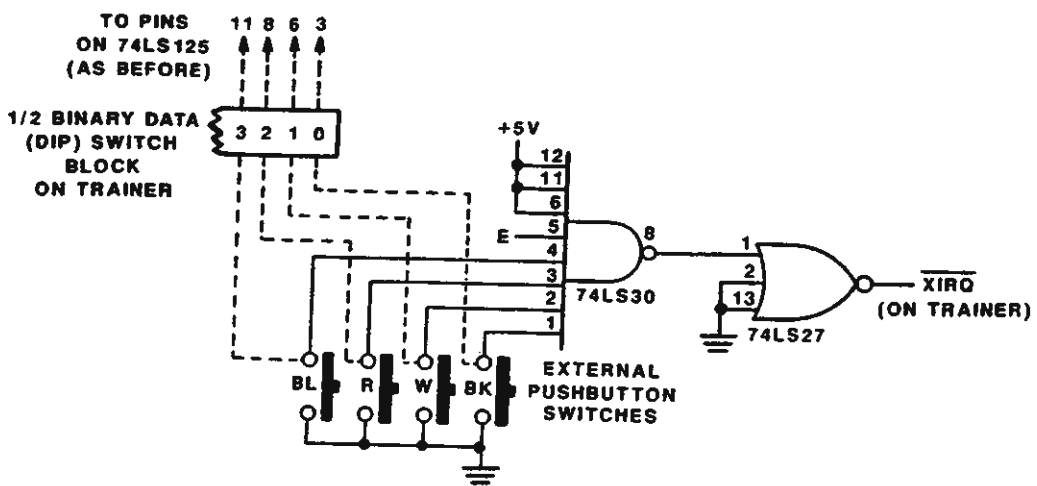 TO PINS
ON 74LS125
(AS BEFORE)
11 8 6 3
1/2 BINARY DATA
(DIP) SWITCH
BLOCK
ON TRAINER
3 2 1 0
+5V
12
11
6
5
E
4
3
2
1
8
74LS30
1
2
13
74LS27
XIRQ
(ON TRAINER)
BL R W BK
EXTERNAL
PUSHBUTTON
SWITCHES